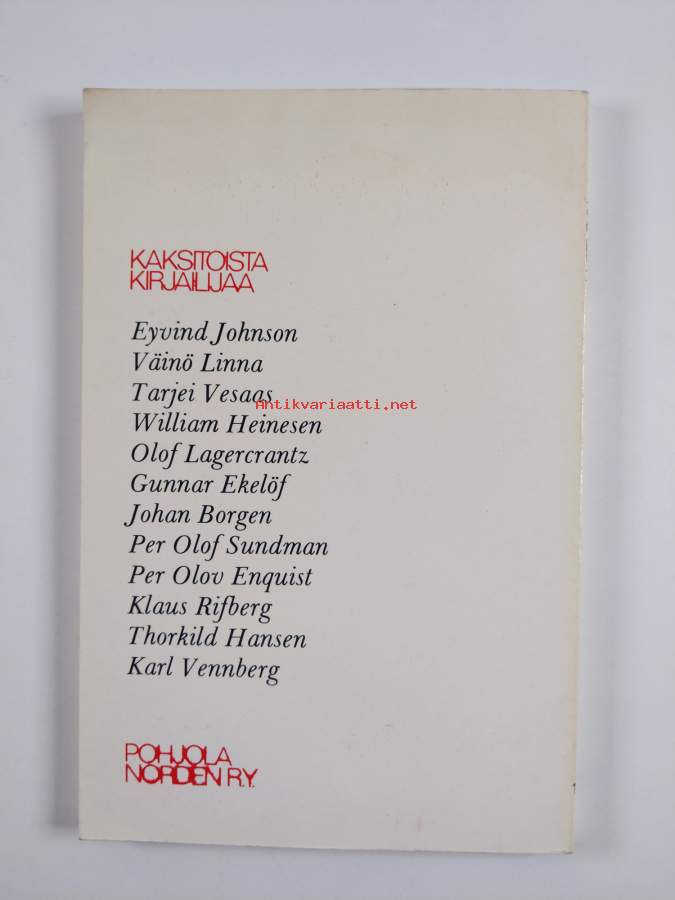 KAKSITOISTA
KIRJAILIJAA
Eyvind Johnson
Väinö Linna
Tarjei Vesaas
Antikvariaatti.net
William Heinesen
Olof Lagercrantz
Gunnar Ekelöf
Johan Borgen
Per Olof Sundman
Per Olov Enquist
Klaus Rifberg
Thorkild Hansen
Karl Vennberg
POHJOLA
NORDEN R.Y.